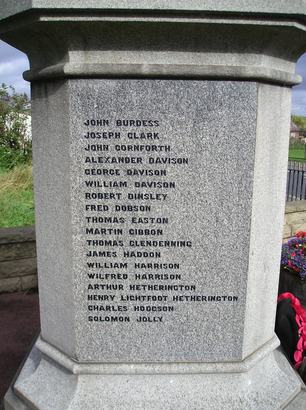 JOHN BURDESS
JOSEPH CLARK
JOHN CORNFORTH
ALEXANDER DAVISON
GEORGE DAVISON
WILLIAM DAVISON
ROBERT DINSLEY
FRED DOBSON
THOMAS EASTON
MARTIN GIBBON
THOMAS GLENDENNING
JAMES HADDON
WILLIAM HARRISON
WILFRED HARRISON
ARTHUR HETHERINGTON
HENRY LIGHTFOOT HETHERINGTON
CHARLES HODGSON
SOLOMON JOLLY